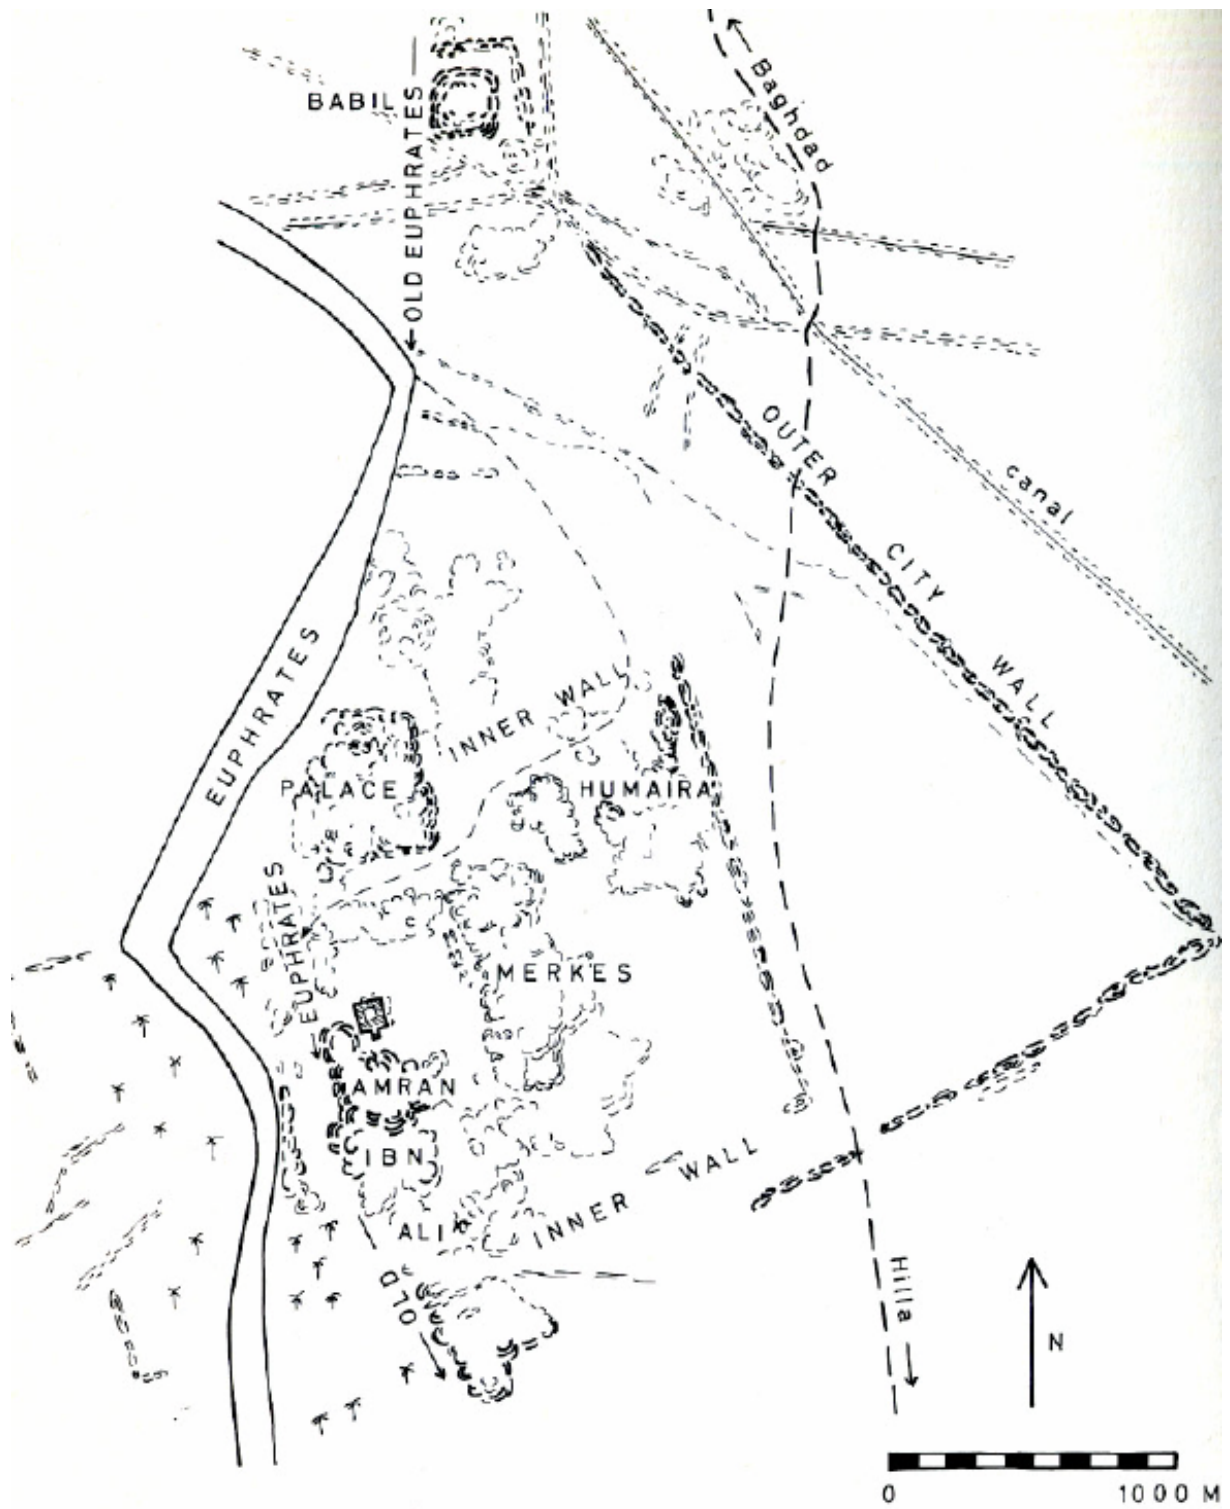 Baghdad
BABIL
OLD EUPHRATES
OUTER CITY WALL
canal
EUPHRATES
INNER WALL
PALACE
HUMAIRA
EUPHRATES
MERKES
AMRAN
IBN
ALI
INNER WALL
OLD
Hilla
N
0 1000 M